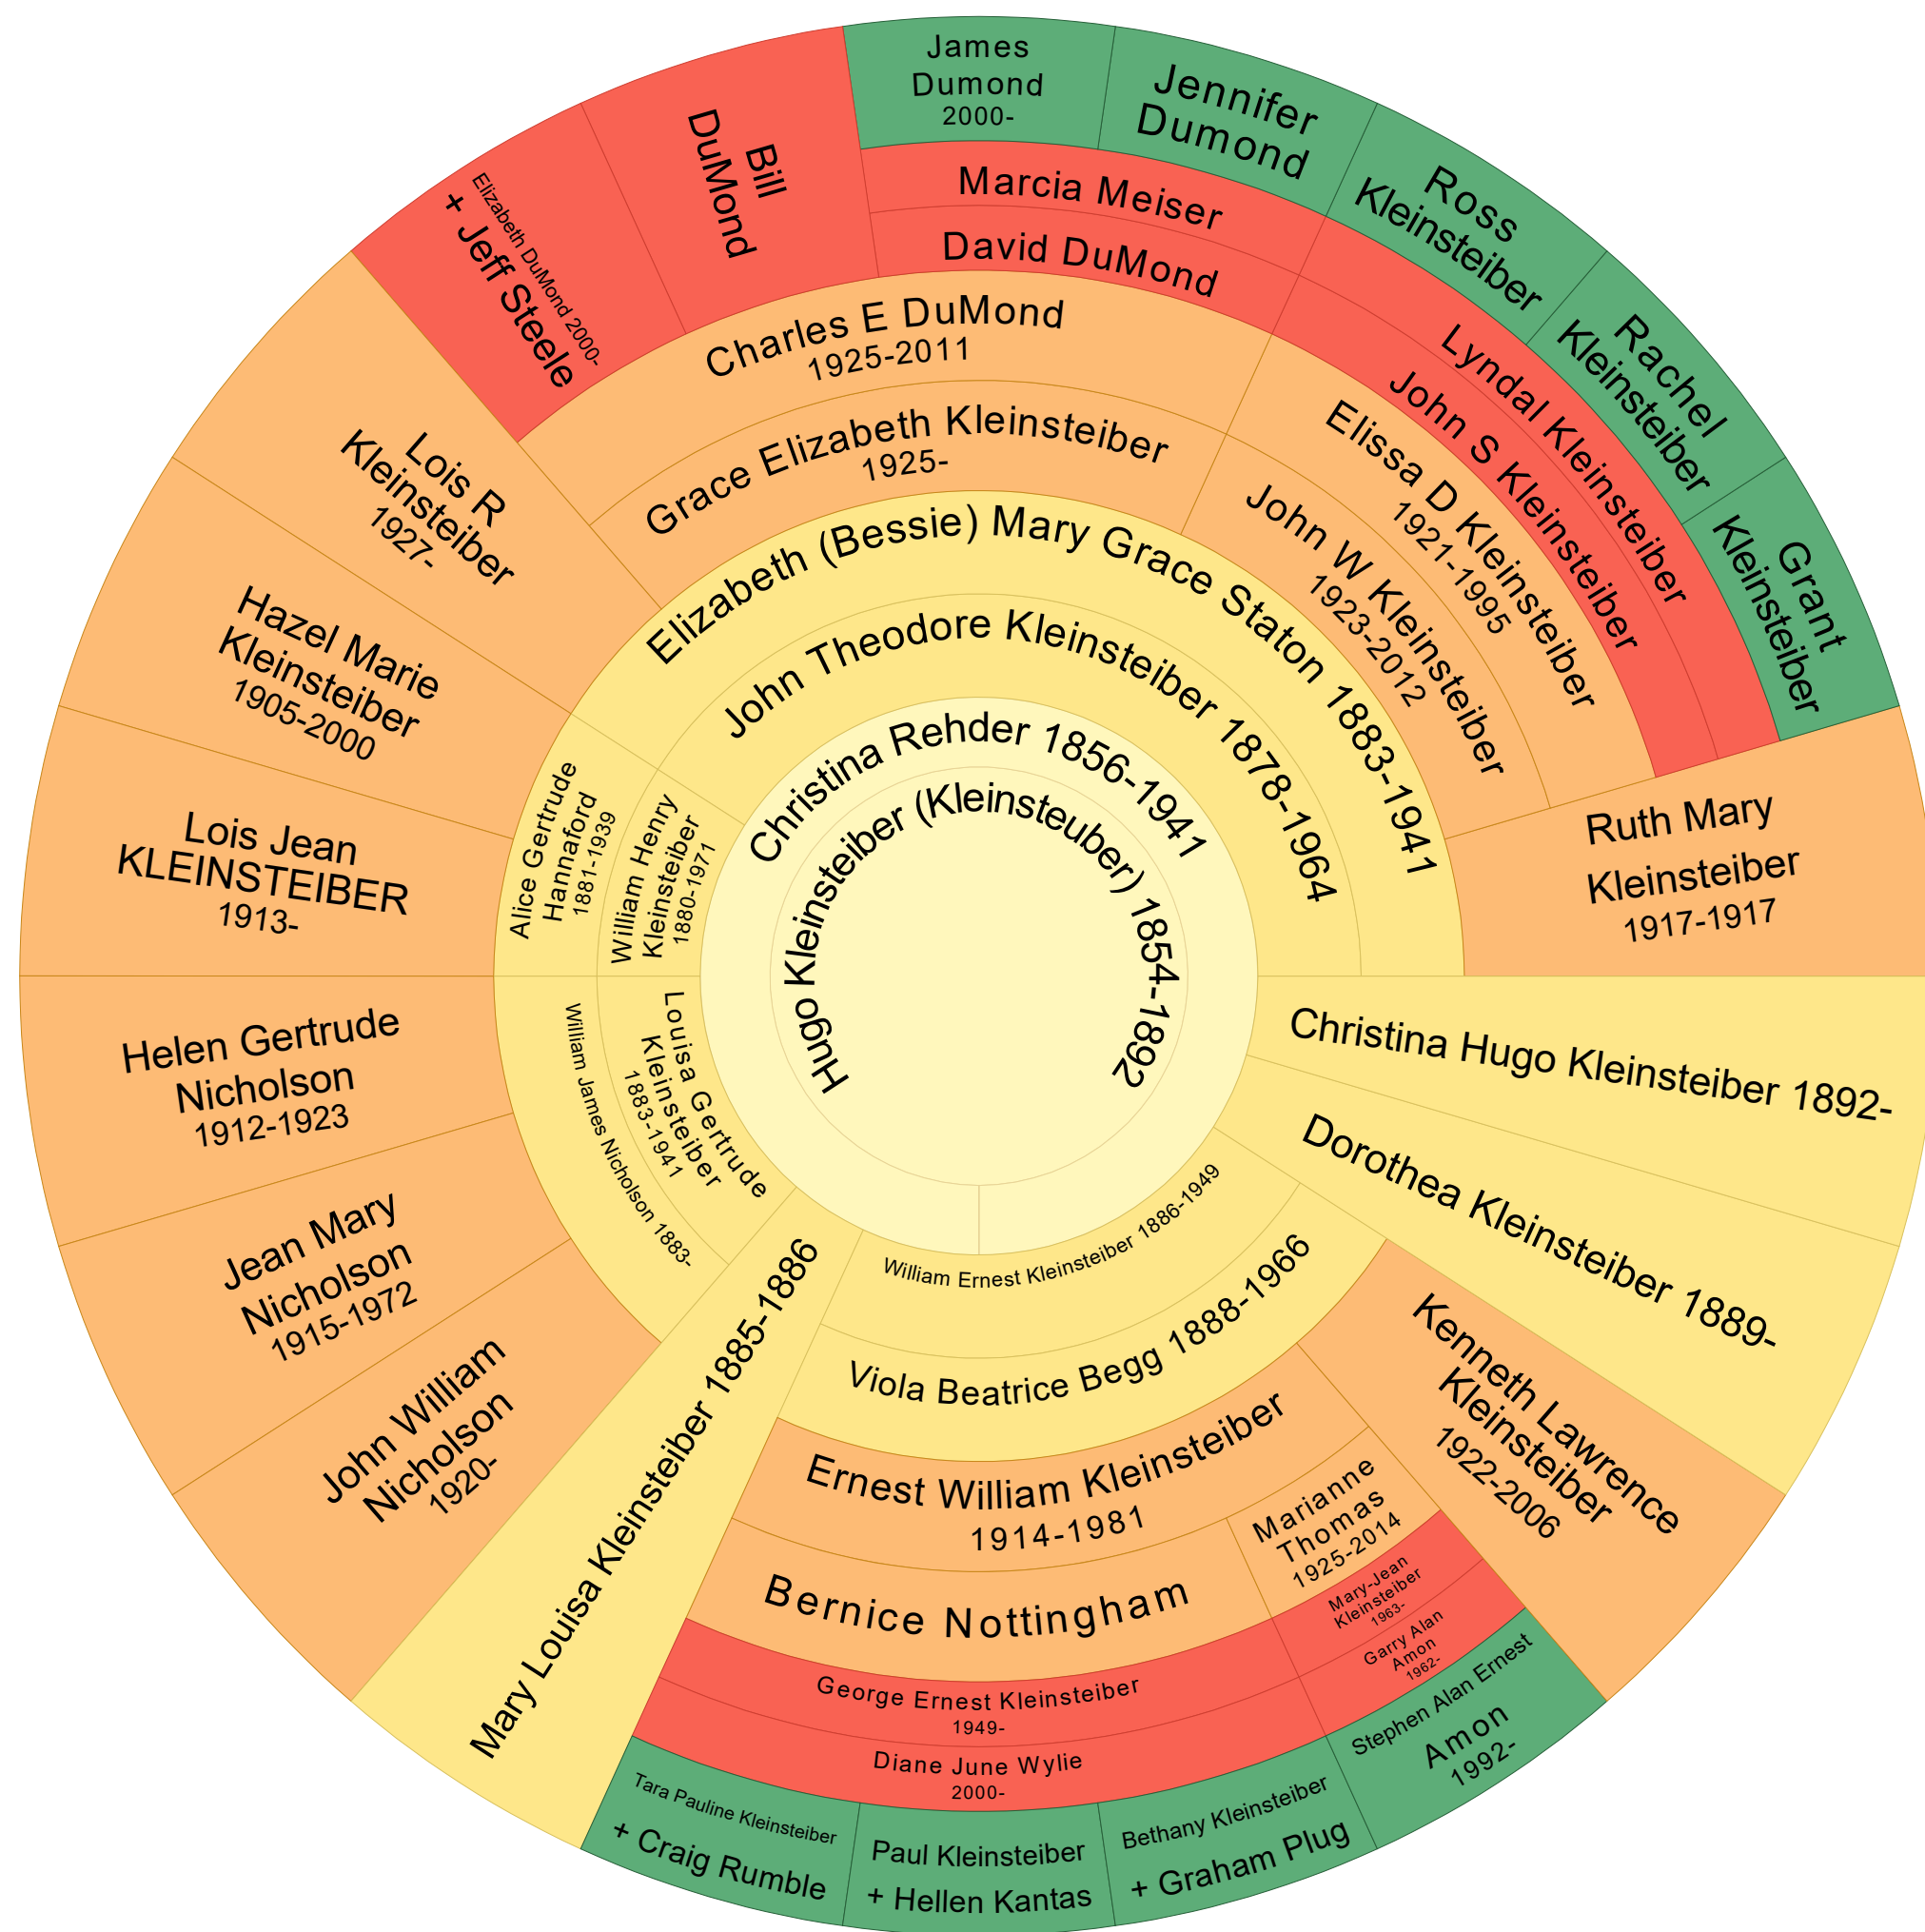 Hugo Kleinsteiber (Kleinsteuber) 1854-1892
Christina Rehder 1856-1941
John Theodore Kleinsteiber 1878-1964
Elizabeth (Bessie) Mary Grace Staton 1883-1941
William Henry
Kleinsteiber
1880-1971
Alice Gertrude
Hannaford
1881-1939
Louisa Gertrude
Kleinsteiber
1883-1941
William James Nicholson 1883-
Mary Louisa Kleinsteiber 1885-1886
William Ernest Kleinsteiber 1886-1949
Viola Beatrice Begg 1888-1966
Dorothea Kleinsteiber 1889-
Christina Hugo Kleinsteiber 1892-
Lois R
Kleinsteiber
1927-
Grace Elizabeth Kleinsteiber
1925-
Charles E DuMond
1925-2011
John W Kleinsteiber
1923-2012
Elissa D Kleinsteiber
1921-1995
Ruth Mary
Kleinsteiber
1917-1917
Elizabeth DuMond 2000-
+ Jeff Steele
Bill
DuMond
David DuMond
Marcia Meiser
James
Dumond
2000-
Jennifer
Dumond
John S Kleinsteiber
Lyndal Kleinsteiber
Ross
Kleinsteiber
Rachel
Kleinsteiber
Grant
Kleinsteiber
Hazel Marie
Kleinsteiber
1905-2000
Lois Jean
KLEINSTEIBER
1913-
Helen Gertrude
Nicholson
1912-1923
Jean Mary
Nicholson
1915-1972
John William
Nicholson
1920-
Ernest William Kleinsteiber
1914-1981
Bernice Nottingham
Marianne
Thomas
1925-2014
Kenneth Lawrence
Kleinsteiber
1922-2006
George Ernest Kleinsteiber
1949-
Diane June Wylie
2000-
Mary-Jean
Kleinsteiber
1963-
Garry Alan
Amon
1962-
Tara Pauline Kleinsteiber
+ Craig Rumble
Paul Kleinsteiber
+ Hellen Kantas
Bethany Kleinsteiber
+ Graham Plug
Stephen Alan Ernest
Amon
1992-